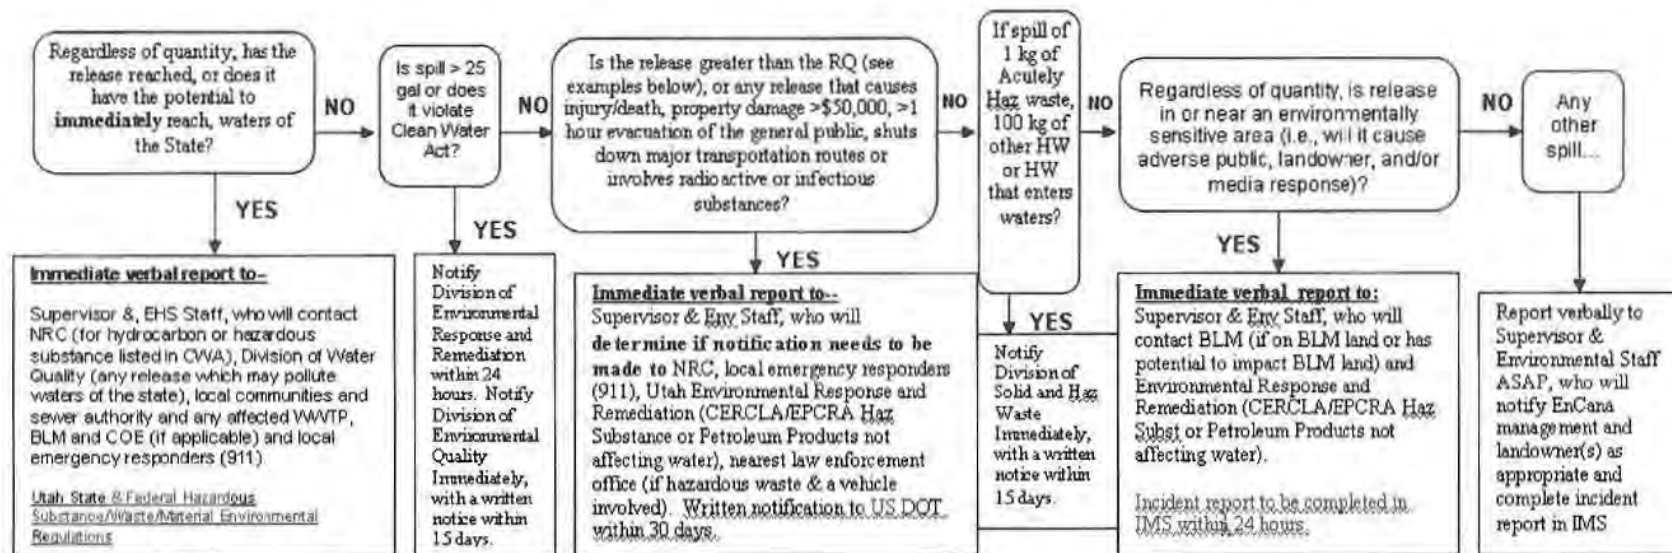 Regardless of quantity, has the
release reached, or does it
have the potential to
immediately reach, waters of
the State?
NO
Is spill > 25
gal or does
it violate
Clean Water
Act?
NO
Is the release greater than the RQ (see
examples below), or any release that causes
injury/death, property damage >$50,000, >1
hour evacuation of the general public, shuts
down major transportation routes or
involves radioactive or infectious
substances?
NO
If spill of
1 kg of
Acutely
Haz waste,
100 kg of
other HW
or HW
that enters
waters?
NO
Regardless of quantity, is release
in or near an environmentally
sensitive area (i.e., will it cause
adverse public, landowner, and/or
media response)?
NO
Any
other
spill...
YES
Immediate verbal report to--
Supervisor &, EHS Staff, who will contact
NRC (for hydrocarbon or hazardous
substance listed in CWA), Division of Water
Quality (any release which may pollute
waters of the state), local communities and
sewer authority and any affected WWTP,
BLM and COE (if applicable) and local
emergency responders (911)
Utah State & Federal Hazardous
Substance/Waste/Material Environmental
Regulations
YES
Notify
Division of
Environmental
Response and
Remediation
within 24
hours. Notify
Division of
Environmental
Quality
Immediately,
with a written
notice within
15 days.
YES
Immediate verbal report to--
Supervisor & Env Staff, who will
determine if notification needs to be
made to NRC, local emergency responders
(911), Utah Environmental Response and
Remediation (CERCLA/EPCRA Haz
Substance or Petroleum Products not
affecting water), nearest law enforcement
office (if hazardous waste & a vehicle
involved). Written notification to US DOT
within 30 days.
YES
Notify
Division of
Solid and Haz
Waste
Immediately,
with a written
notice within
15 days.
YES
Immediate verbal report to:
Supervisor & Env Staff, who will
contact BLM (if on BLM land or has
potential to impact BLM land) and
Environmental Response and
Remediation (CERCLA/EPCRA Haz
Subst or Petroleum Products not
affecting water).
Incident report to be completed in
IMS within 24 hours.
Report verbally to
Supervisor &
Environmental Staff
ASAP, who will
notify EnCana
management and
landowner(s) as
appropriate and
complete incident
report in IMS